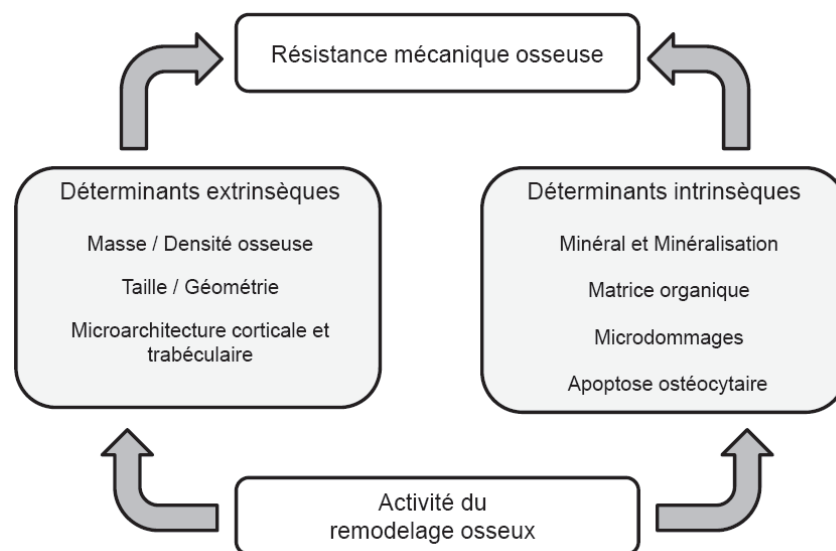 Résistance mécanique osseuse
Déterminants extrinsèques
Masse / Densité osseuse
Taille / Géométrie
Microarchitecture corticale et
trabéculaire
Déterminants intrinsèques
Minéral et Minéralisation
Matrice organique
Microdommages
Apoptose ostéocytaire
Activité du
remodelage osseux